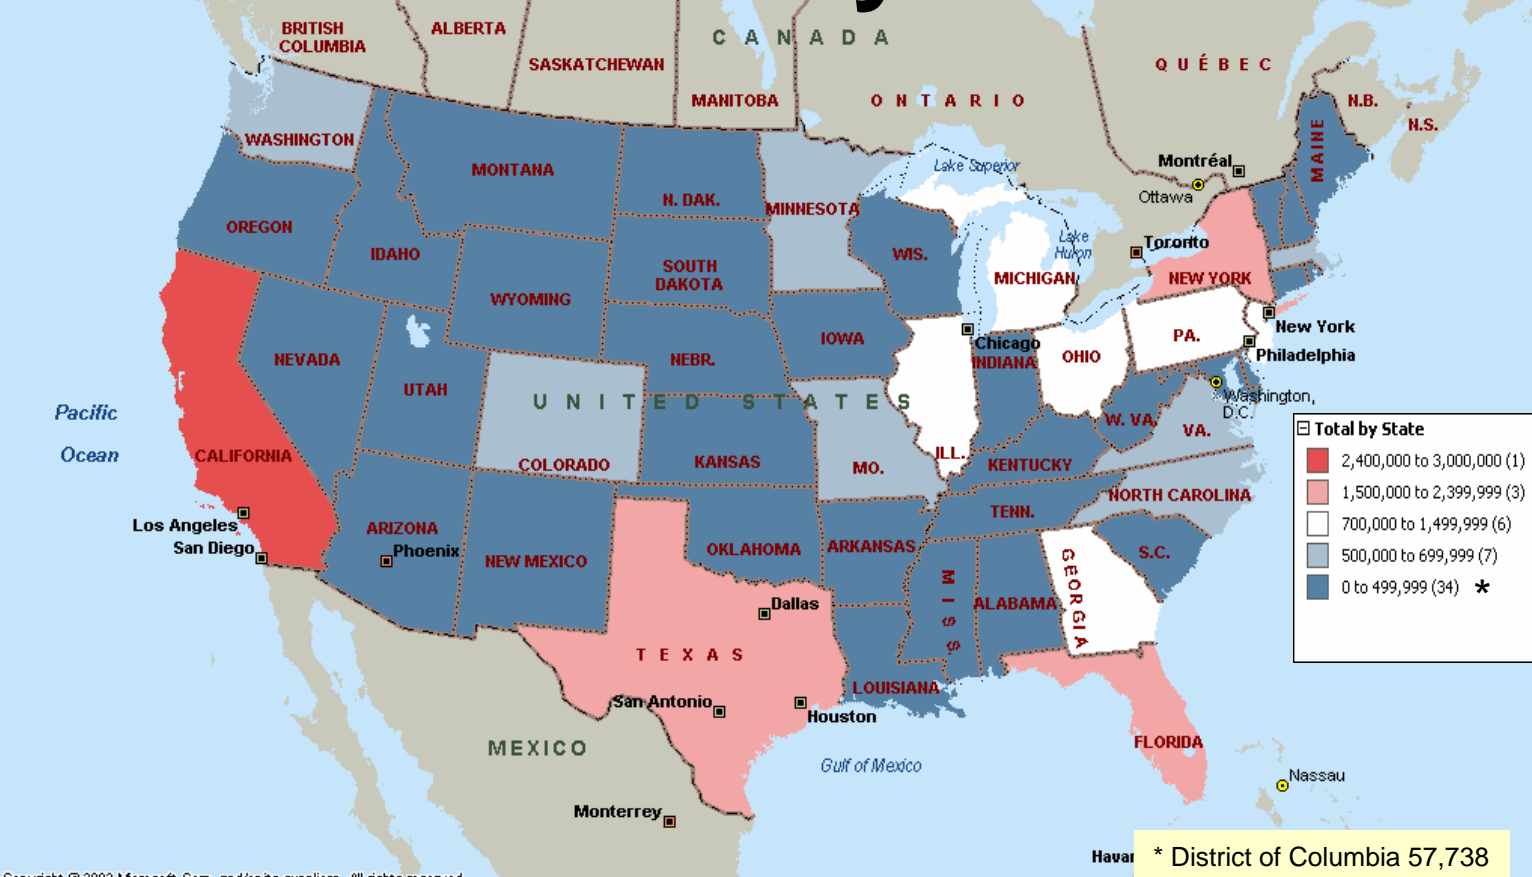 BRITISH
COLUMBIA
ALBERTA
SASKATCHEWAN
MANITOBA
CANADA
ONTARIO
QUÉBEC
N.B.
N.S.
MAINE
Montréal
Ottawa
Toronto
Lake Superior
Lake
Huron
WASHINGTON
MONTANA
N. DAK.
MINNESOTA
OREGON
IDAHO
SOUTH
DAKOTA
WIS.
MICHIGAN
NEW YORK
WYOMING
NEVADA
UTAH
NEBR.
IOWA
Chicago
INDIANA
OHIO
PA.
New York
Philadelphia
Washington,
D.C.
Pacific
Ocean
UNITED STATES
CALIFORNIA
COLORADO
KANSAS
MO.
ILL.
W. VA.
VA.
KENTUCKY
NORTH CAROLINA
TENN.
Los Angeles
San Diego
ARIZONA
Phoenix
NEW MEXICO
OKLAHOMA
ARKANSAS
MISS
ALABAMA
GEORGIA
S.C.
Dallas
TEXAS
San Antonio
Houston
LOUISIANA
FLORIDA
MEXICO
Monterrey
Gulf of Mexico
Nassau
Total by State
2,400,000 to 3,000,000 (1)
1,500,000 to 2,399,999 (3)
700,000 to 1,499,999 (6)
500,000 to 699,999 (7)
0 to 499,999 (34) *
* District of Columbia 57,738